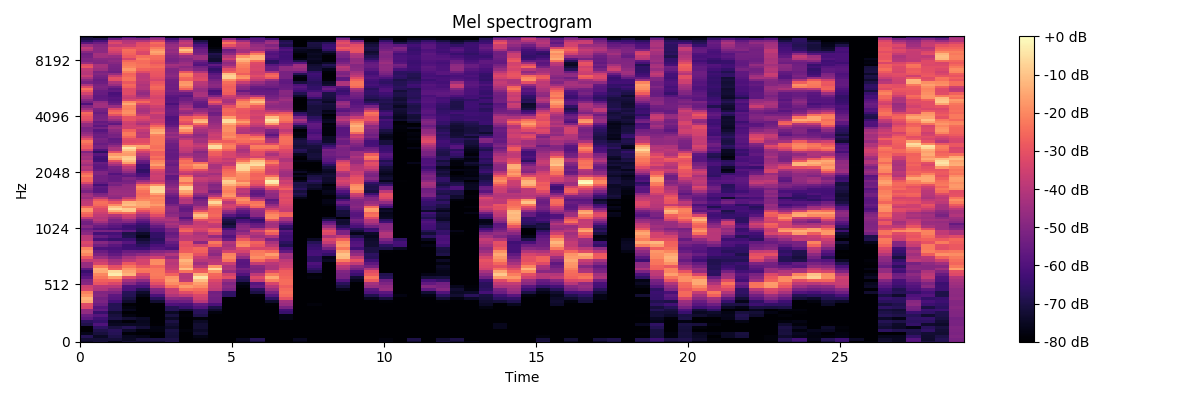 Mel spectrogram
8192
4096
2048
1024
512
0
Hz
0 5 10 15 20 25
Time
+0 dB
-10 dB
-20 dB
-30 dB
-40 dB
-50 dB
-60 dB
-70 dB
-80 dB